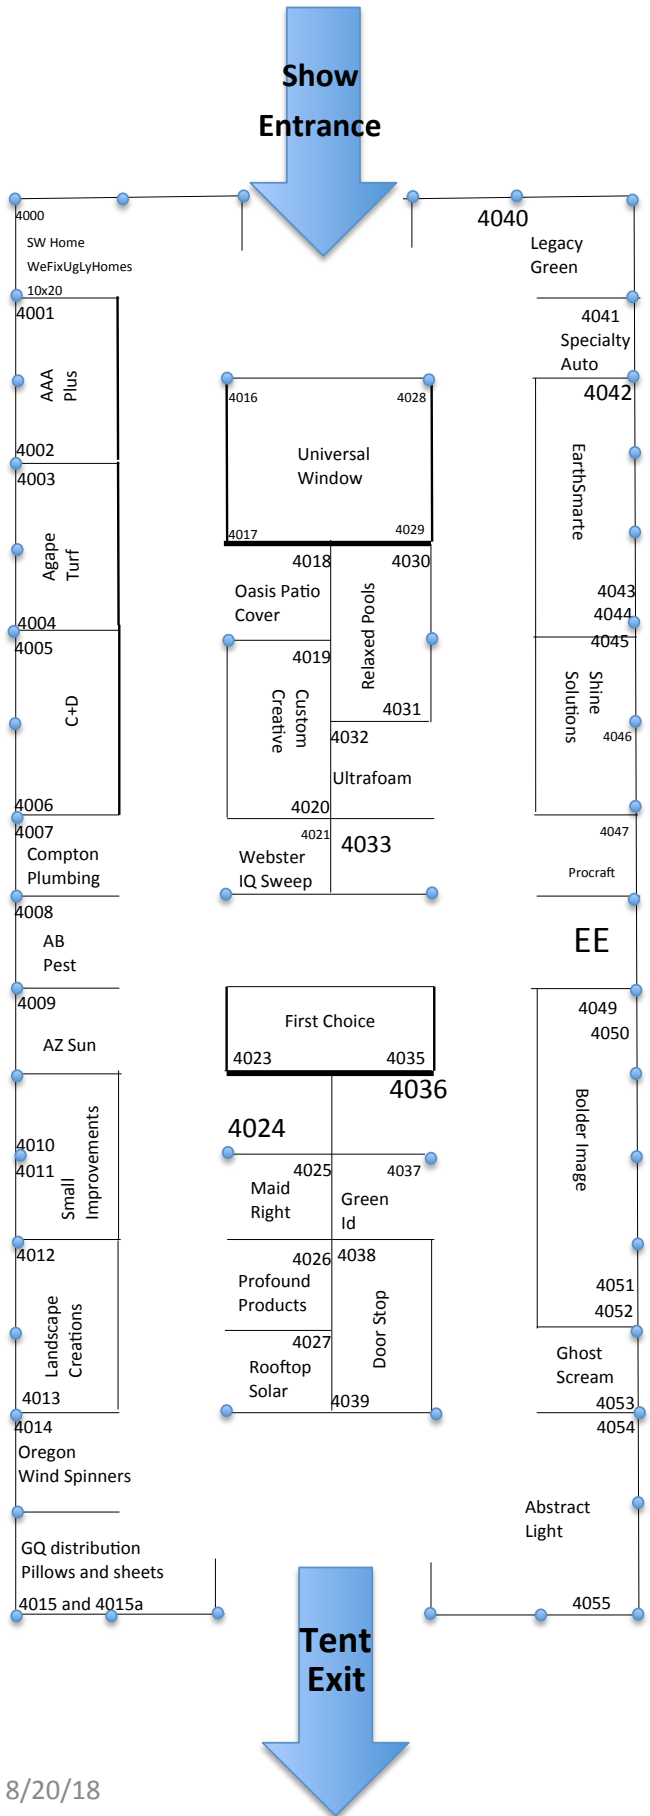 Show
Entrance
4000
SW Home
WeFixUgLyHomes
10x20
4001
AAA
Plus
4002
4003
Agape
Turf
4004
4005
C+D
4006
4007
Compton
Plumbing
4008
AB
Pest
4009
AZ Sun
4010
4011
Small
Improvements
4012
Landscape
Creations
4013
4014
Oregon
Wind Spinners
GQ distribution
Pillows and sheets
4015 and 4015a
4016
4028
Universal
Window
4017
4029
4018
4030
Oasis Patio
Cover
Relaxed Pools
4019
Custom
Creative
4031
4032
Ultrafoam
4020
4021
4033
Webster
IQ Sweep
First Choice
4023
4035
4036
4024
4025
4037
Maid
Right
Green
Id
4026
4038
Profound
Products
Door Stop
4027
Rooftop
Solar
4039
4040
Legacy
Green
4041
Specialty
Auto
4042
EarthSmarte
4043
4044
4045
Shine
Solutions
4046
4047
Procraft
EE
4049
4050
Bolder Image
4051
4052
Ghost
Scream
4053
4054
Abstract
Light
4055
Tent
Exit
8/20/18